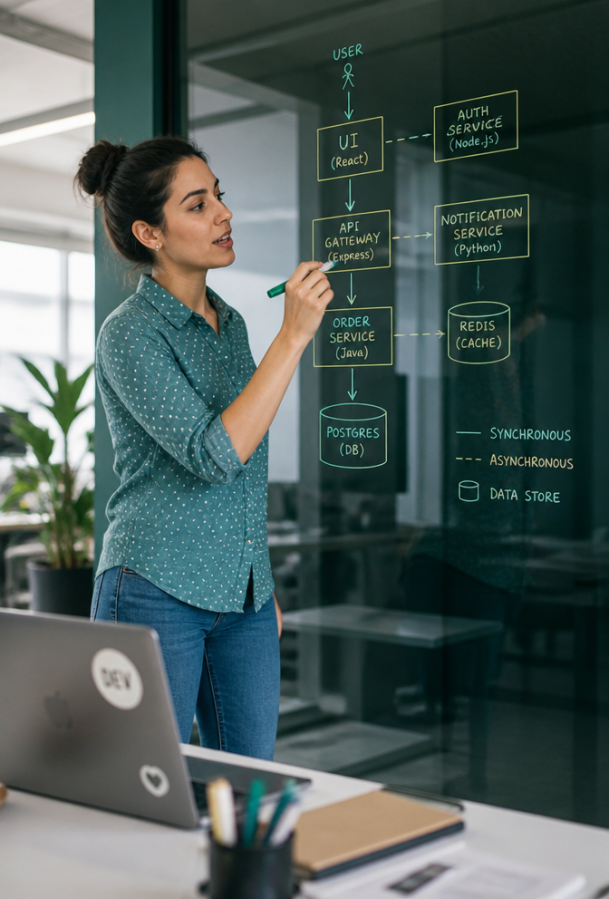 USER
UI
(React)
AUTH
SERVICE
(Node.js)
API
GATEWAY
(Express)
NOTIFICATION
SERVICE
(Python)
ORDER
SERVICE
(Java)
REDIS
(CACHE)
POSTGRES
(DB)
SYNCHRONOUS
ASYNCHRONOUS
DATA STORE
DEV